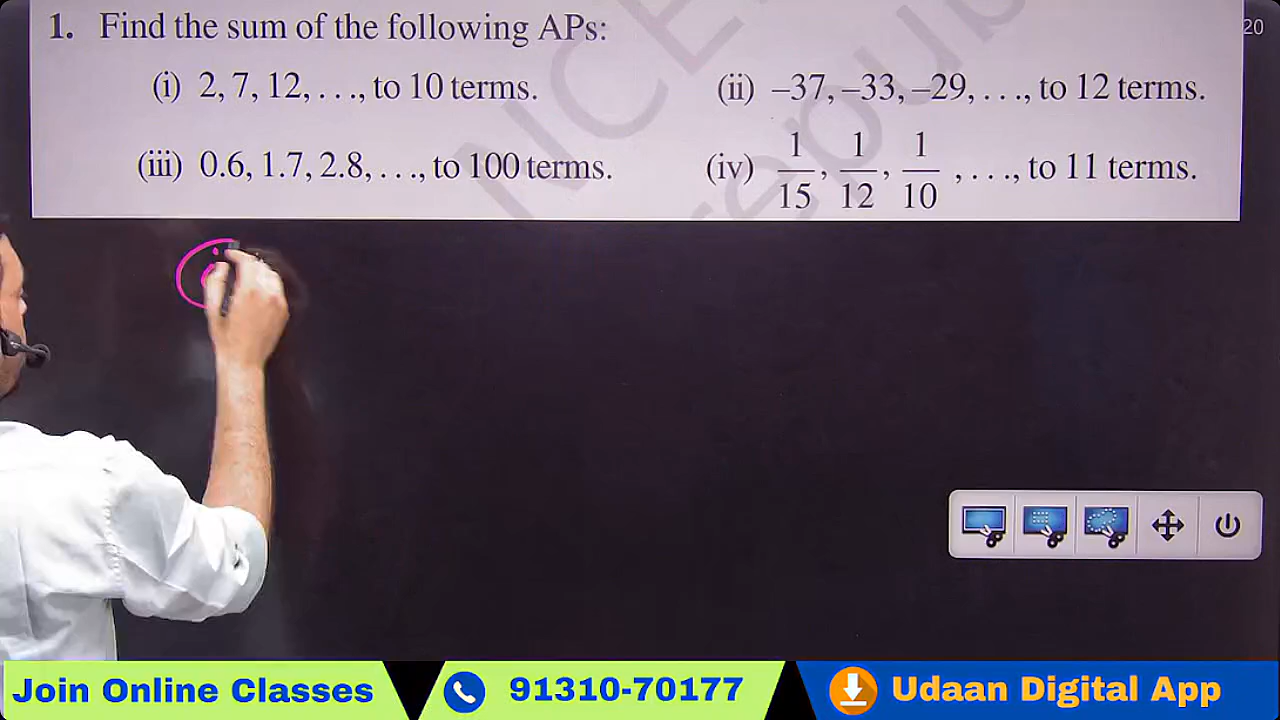 1. Find the sum of the following APs:
(i) 2, 7, 12, . . ., to 10 terms.
(ii) –37, –33, –29, . . ., to 12 terms.
(iii) 0.6, 1.7, 2.8, . . ., to 100 terms.
(iv) 1/15, 1/12, 1/10, . . ., to 11 terms.
20
Join Online Classes
91310-70177
Udaan Digital App